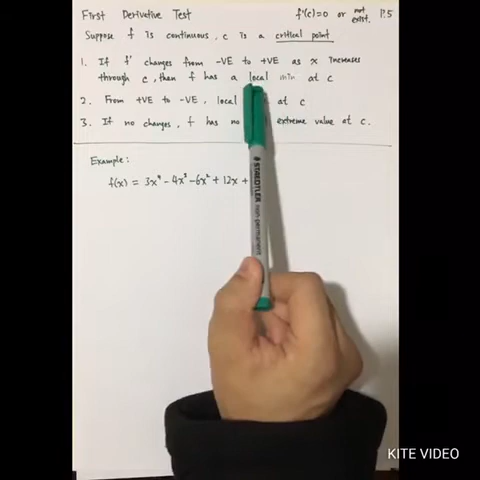 First Derivative Test f'(c)=0 or not exist. P.5
Suppose f is continuous, c is a critical point
1. If f' changes from -VE to +VE as x increases
through c, then f has a local min at c
2. From +VE to -VE, local at c
3. If no changes, f has no extreme value at c.
Example:
f(x) = 3x⁴ - 4x³ - 6x² + 12x +
STAEDTLER
non-permanent
KITE VIDEO